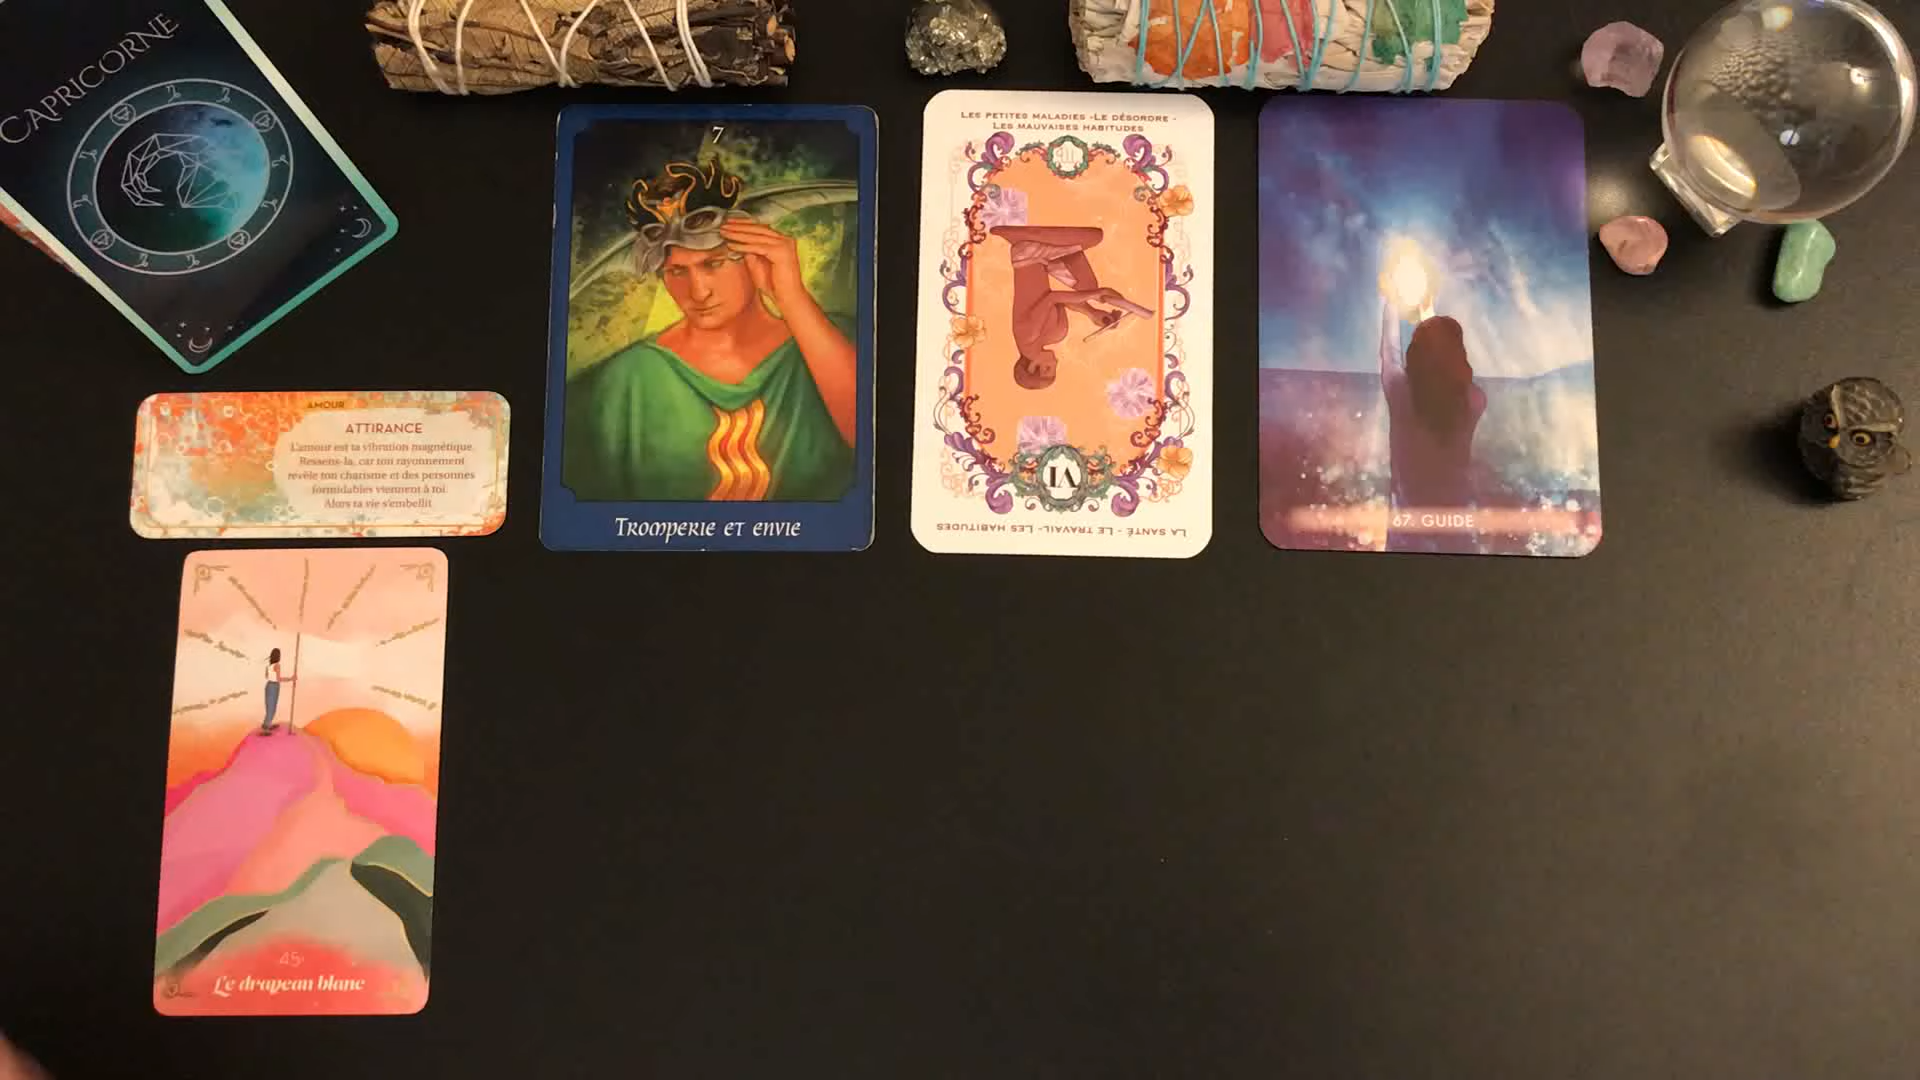 CAPRICORNE
AMOUR
ATTIRANCE
L'amour est ta vibration magnétique.
Ressens-la, car ton rayonnement
révèle ton charisme et des personnes
formidables viennent à toi.
Alors ta vie s'embellit
45
Le drapeau blanc
7
TROMPERIE ET ENVIE
LES PETITES MALADIES -LE DÉSORDRE -
LES MAUVAISES HABITUDES
VI
LA SANTÉ - LE TRAVAIL- LES HABITUDES
67. GUIDE